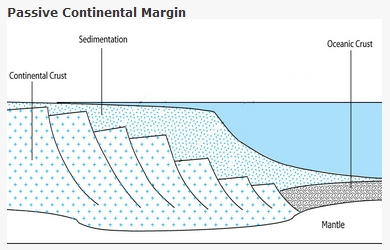 Passive Continental Margin
Sedimentation
Oceanic Crust
Continental Crust
Mantle